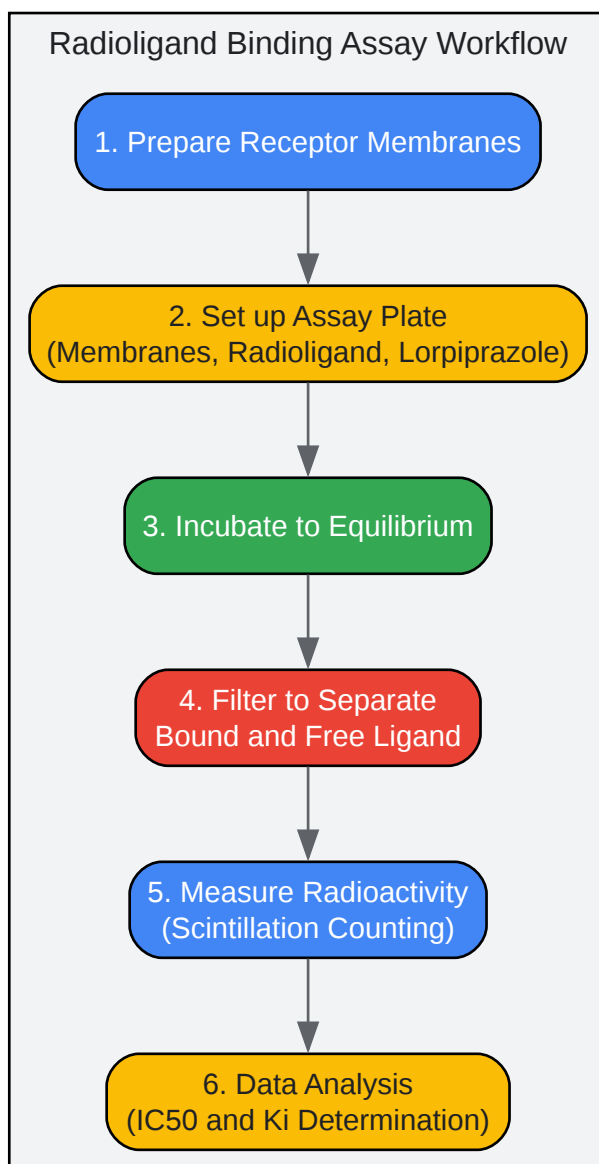 Radioligand Binding Assay Workflow
1. Prepare Receptor Membranes
2. Set up Assay Plate
(Membranes, Radioligand, Lorpiprazole)
3. Incubate to Equilibrium
4. Filter to Separate
Bound and Free Ligand
5. Measure Radioactivity
(Scintillation Counting)
6. Data Analysis
(IC50 and Ki Determination)